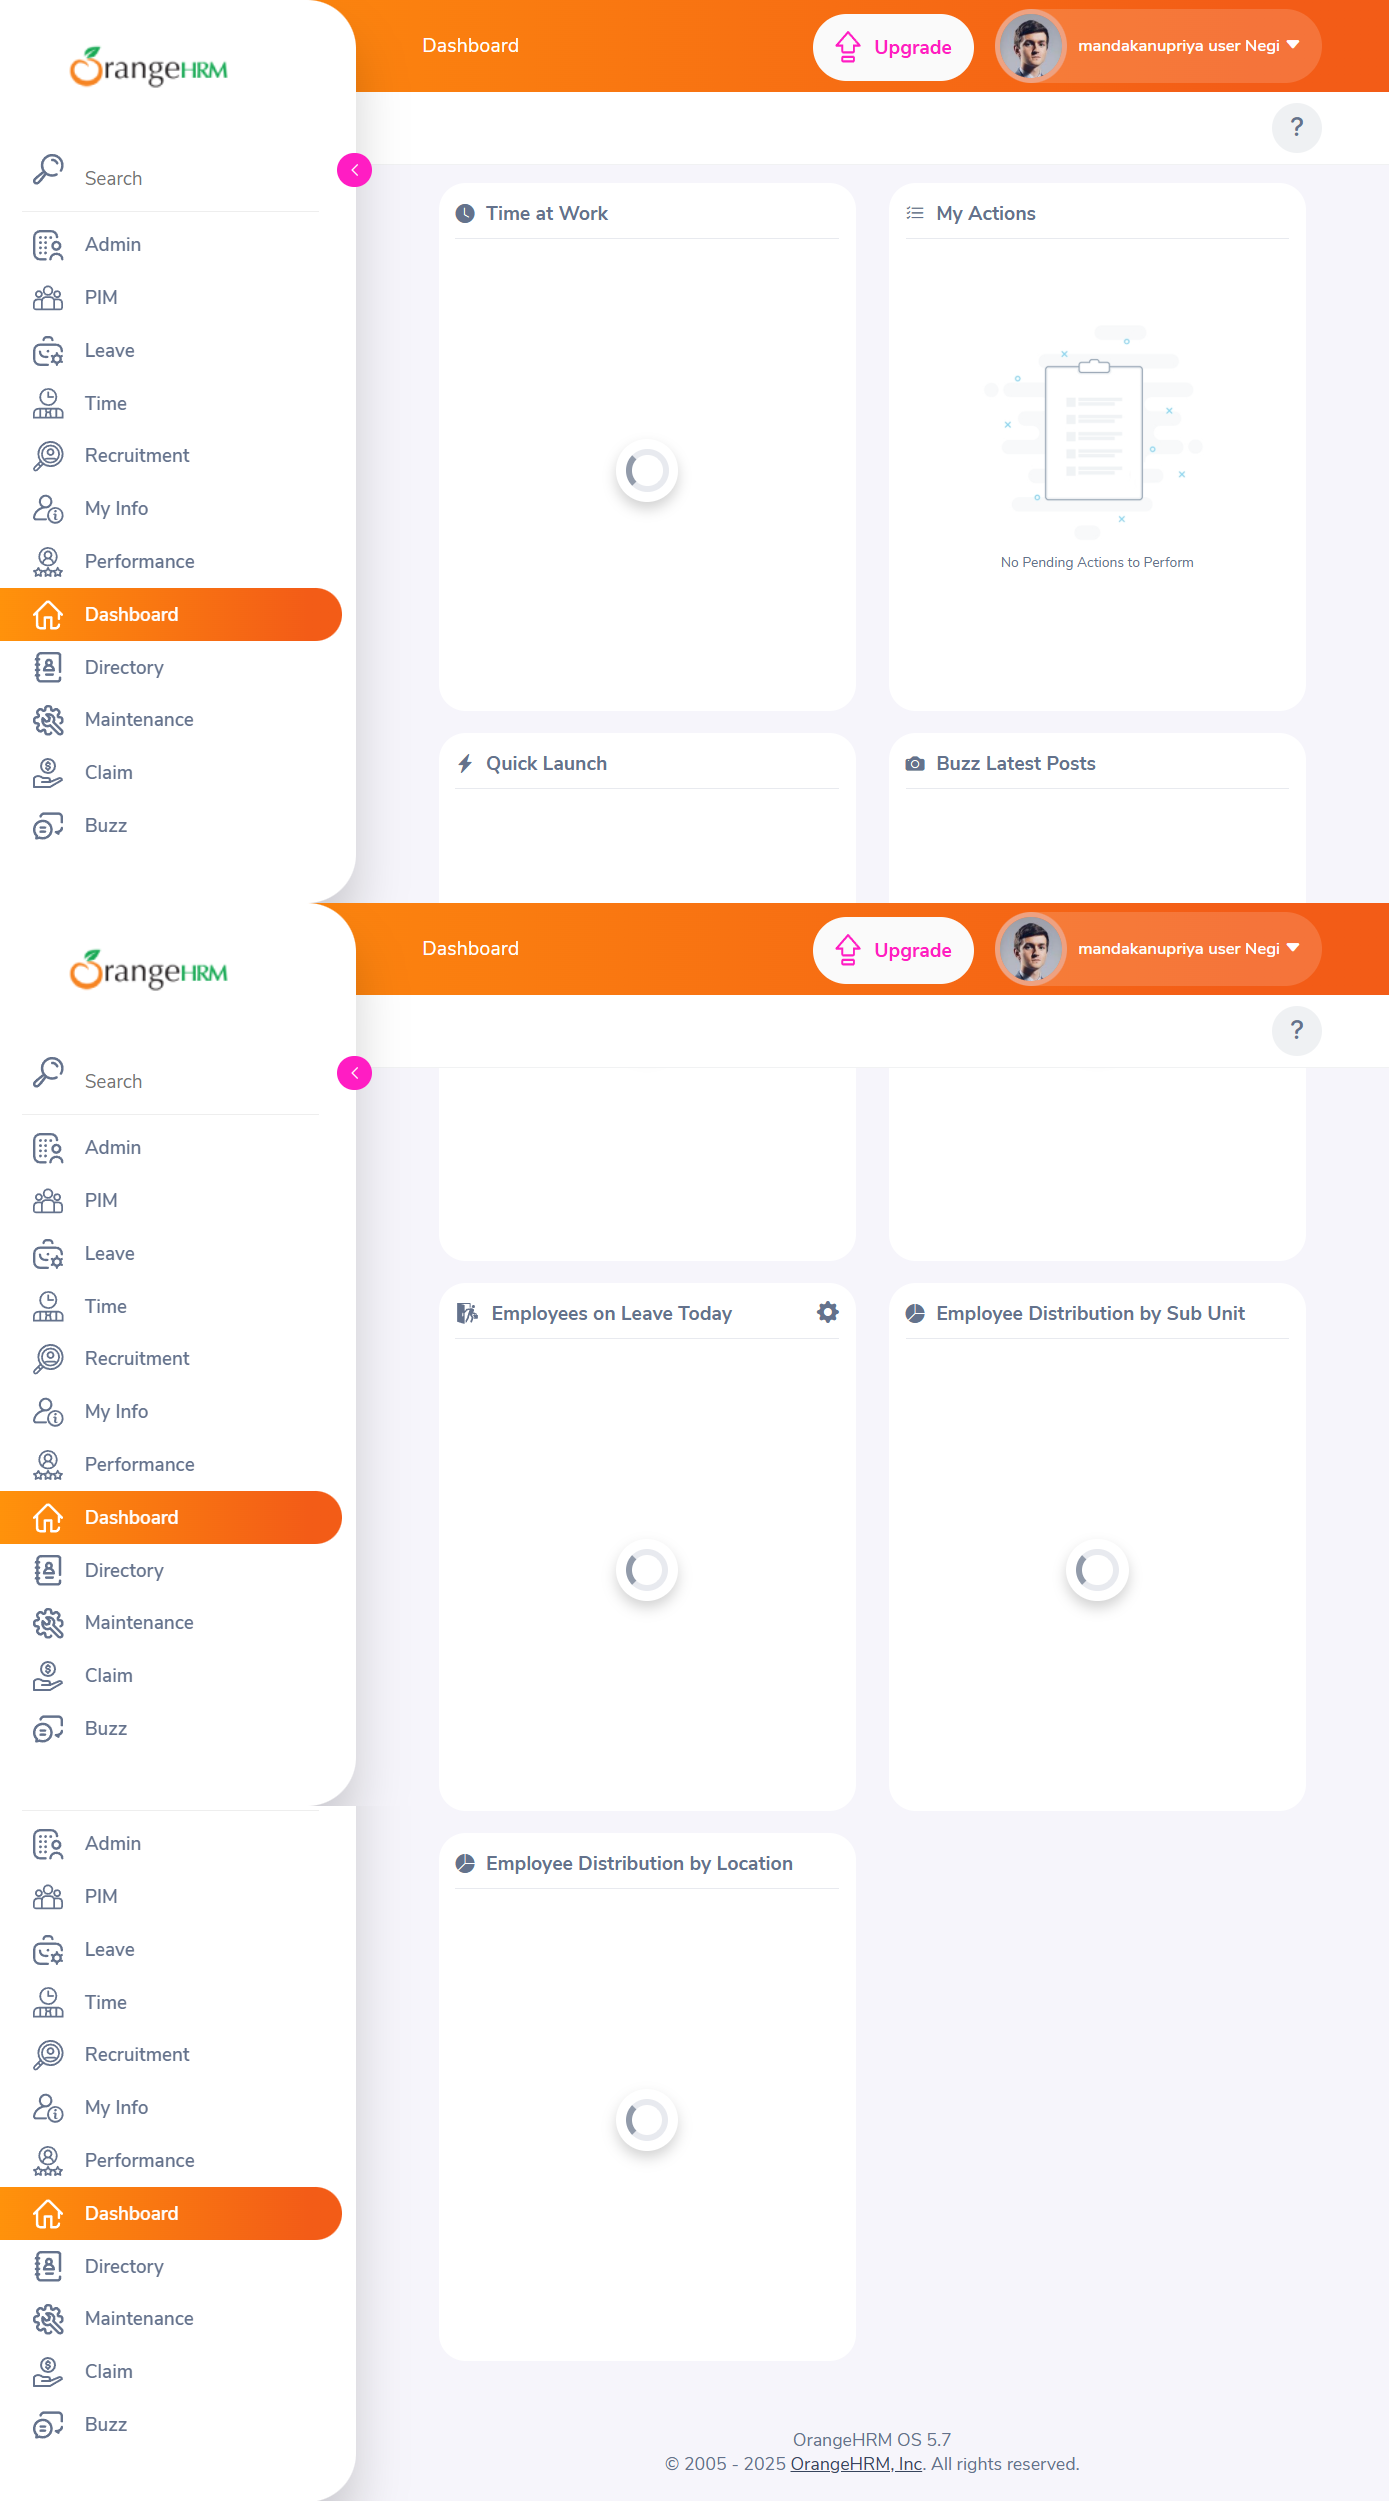 OrangeHRM
Dashboard
Upgrade
mandakanupriya user Negi
?
Search
Admin
PIM
Leave
Time
Recruitment
My Info
Performance
Dashboard
Directory
Maintenance
Claim
Buzz
Time at Work
My Actions
No Pending Actions to Perform
Quick Launch
Buzz Latest Posts
OrangeHRM
Dashboard
Upgrade
mandakanupriya user Negi
?
Search
Admin
PIM
Leave
Time
Recruitment
My Info
Performance
Dashboard
Directory
Maintenance
Claim
Buzz
Employees on Leave Today
Employee Distribution by Sub Unit
Admin
PIM
Leave
Time
Recruitment
My Info
Performance
Dashboard
Directory
Maintenance
Claim
Buzz
Employee Distribution by Location
OrangeHRM OS 5.7
© 2005 - 2025 OrangeHRM, Inc. All rights reserved.